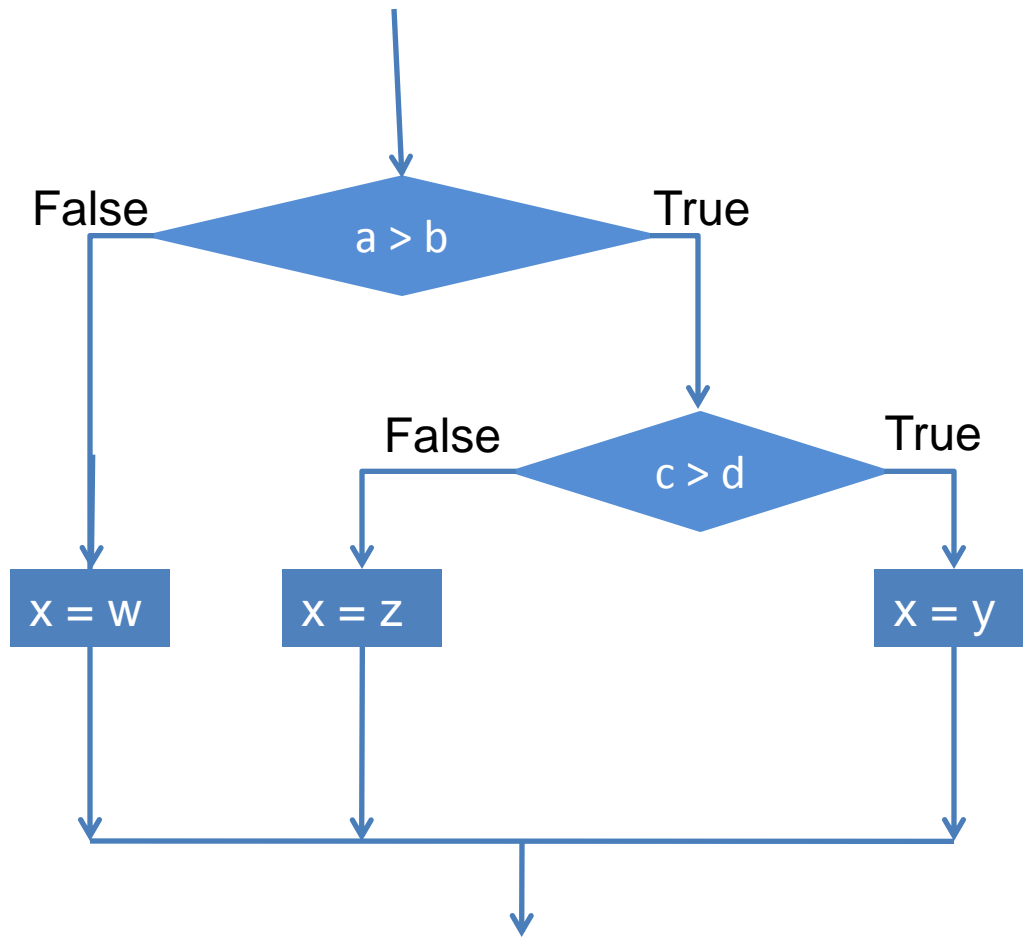 False
True
a > b
False
True
c > d
x = w
x = z
x = y